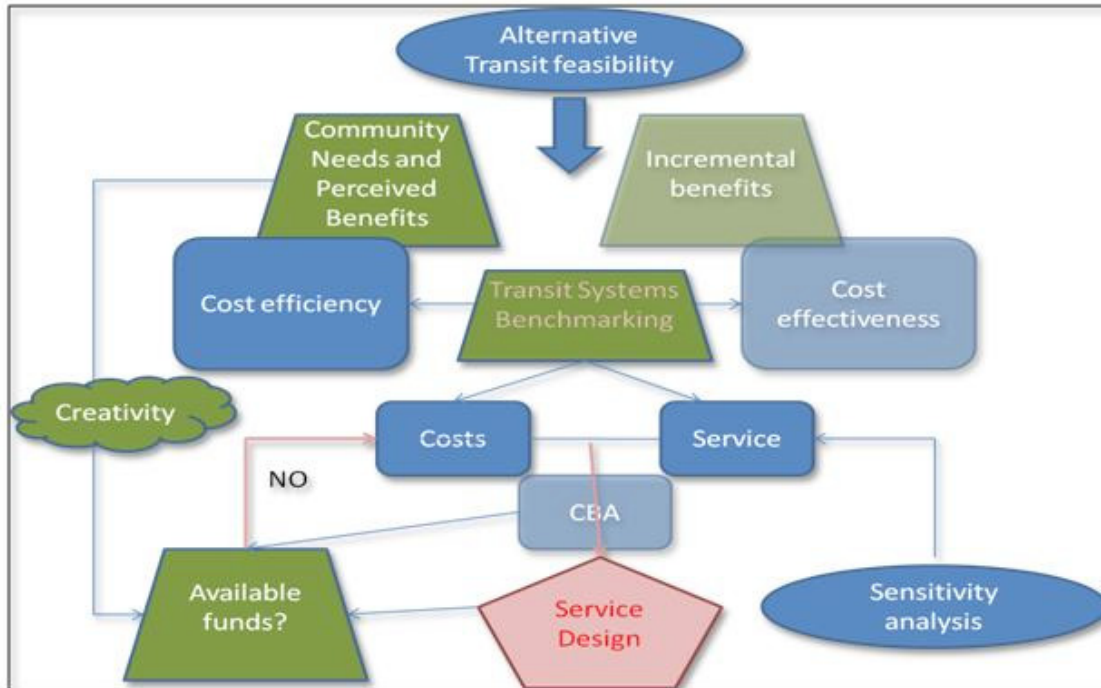 Alternative
Transit feasibility
Community
Needs and
Perceived
Benefits
Incremental
benefits
Cost efficiency
Transit Systems
Benchmarking
Cost
effectiveness
Creativity
Costs
Service
NO
CBA
Available
funds?
Service
Design
Sensitivity
analysis